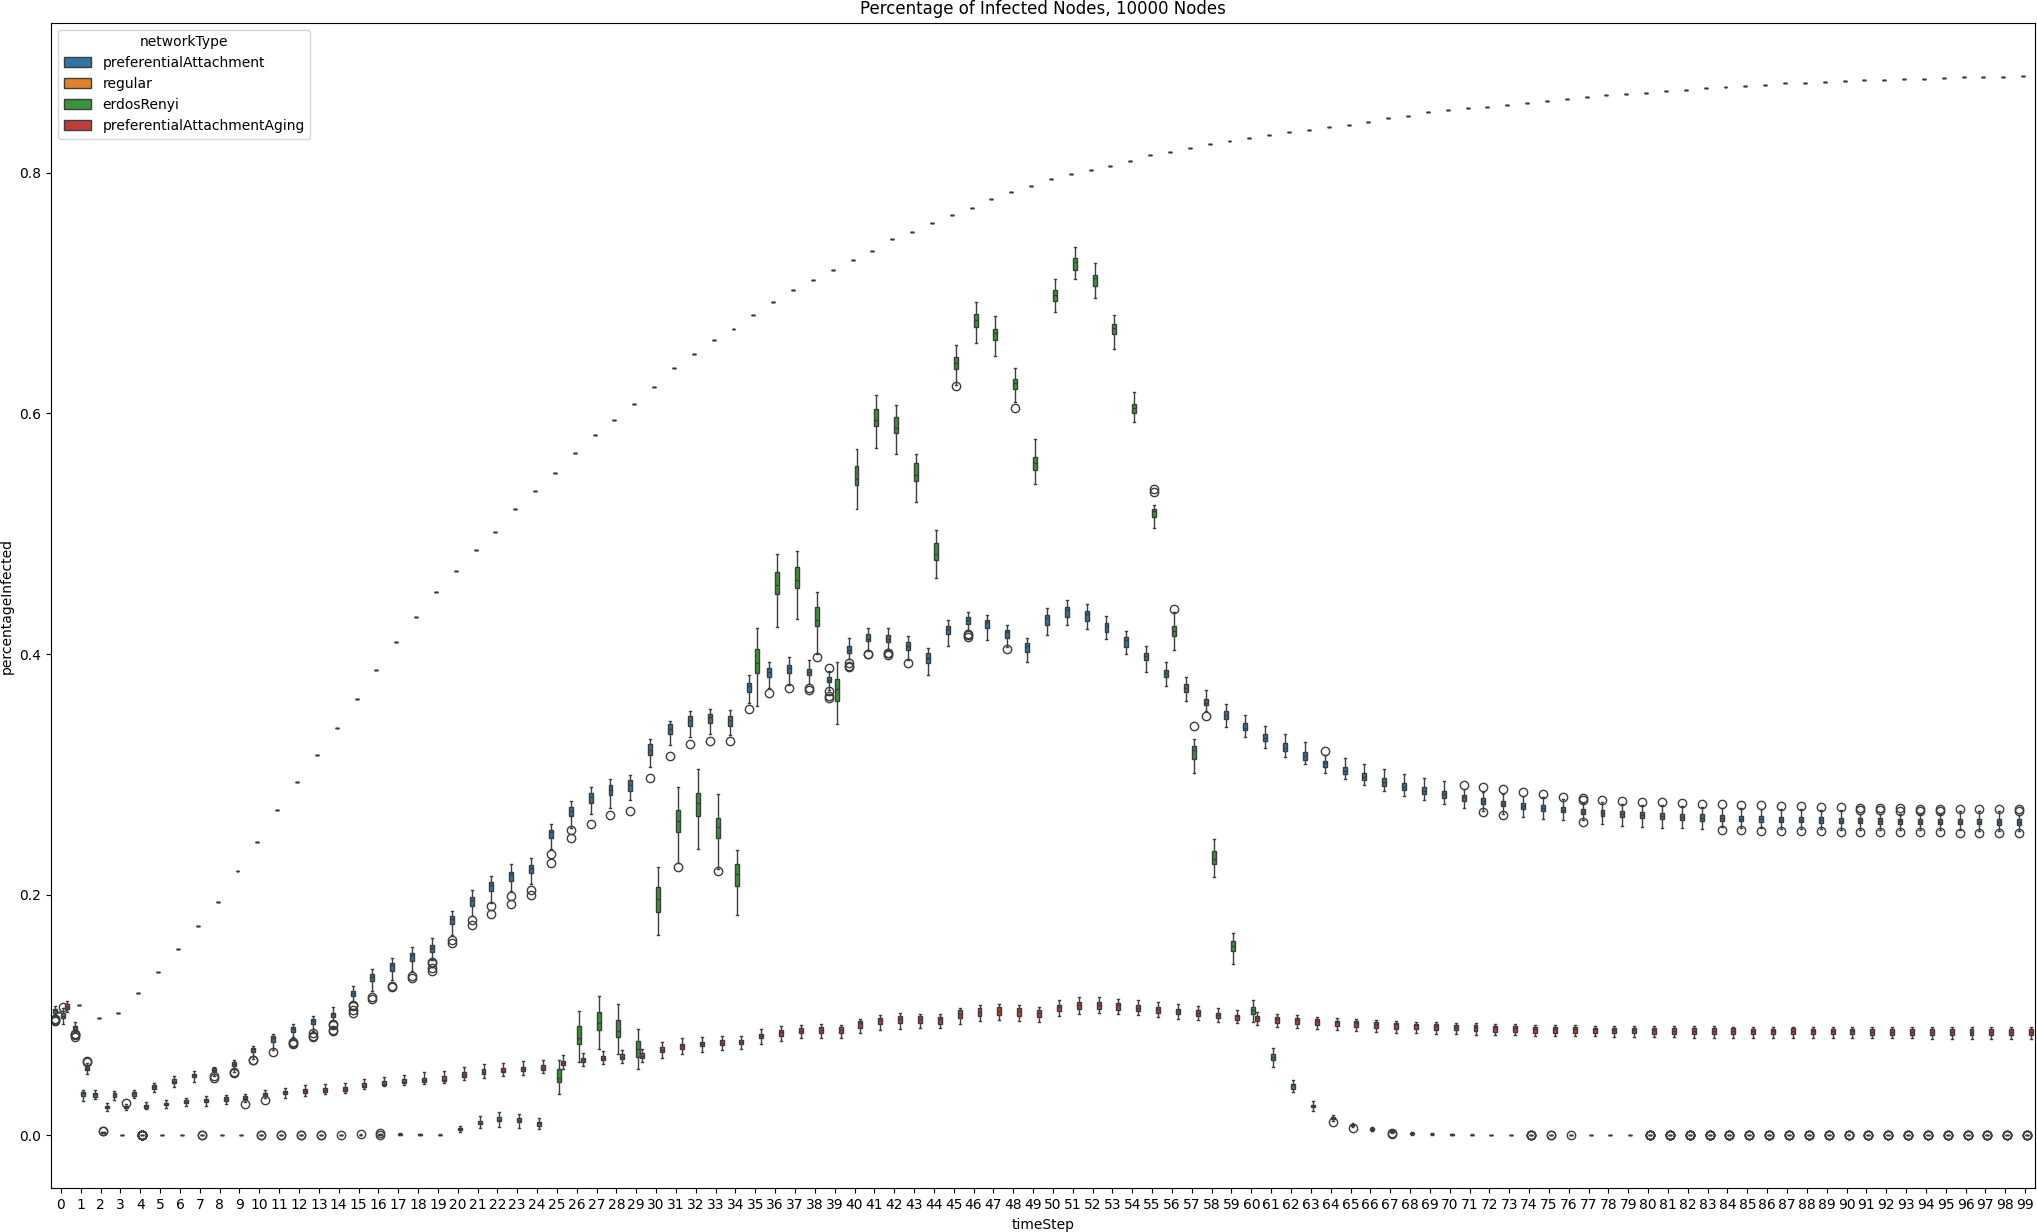 Percentage of Infected Nodes, 10000 Nodes
networkType
preferentialAttachment
regular
erdosRenyi
preferentialAttachmentAging
percentageInfected
0.8
0.6
0.4
0.2
0.0
0 1 2 3 4 5 6 7 8 9 10 11 12 13 14 15 16 17 18 19 20 21 22 23 24 25 26 27 28 29 30 31 32 33 34 35 36 37 38 39 40 41 42 43 44 45 46 47 48 49 50 51 52 53 54 55 56 57 58 59 60 61 62 63 64 65 66 67 68 69 70 71 72 73 74 75 76 77 78 79 80 81 82 83 84 85 86 87 88 89 90 91 92 93 94 95 96 97 98 99
timeStep